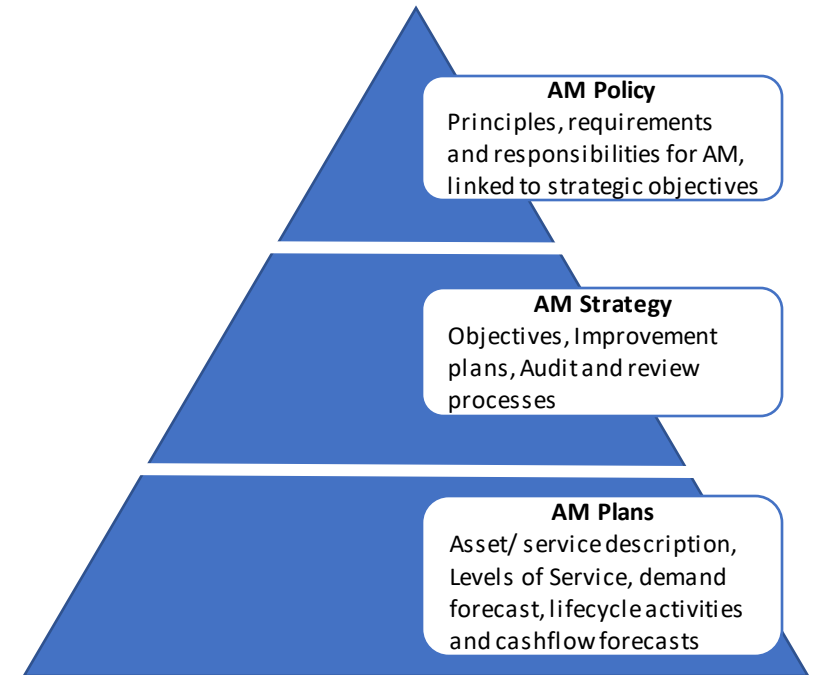 AM Policy
Principles, requirements
and responsibilities for AM,
linked to strategic objectives
AM Strategy
Objectives, Improvement
plans, Audit and review
processes
AM Plans
Asset/ service description,
Levels of Service, demand
forecast, lifecycle activities
and cashflow forecasts